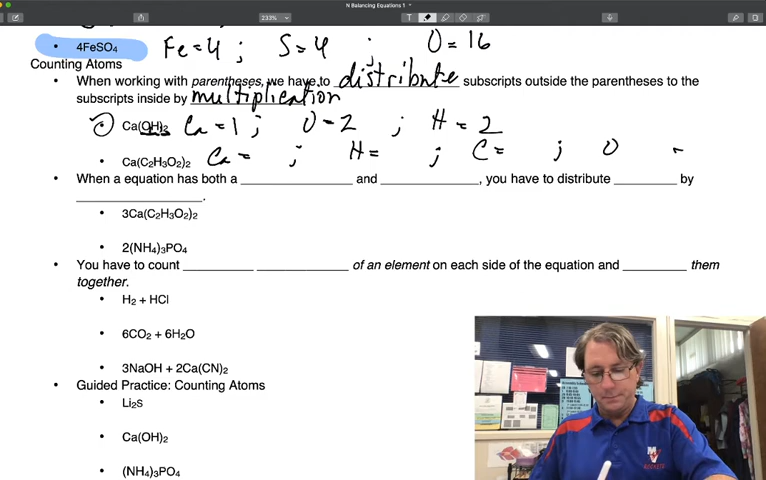 N Balancing Equations 1
233%
4FeSO₄ Fe = 4 ; S = 4 ; O = 16
Counting Atoms
When working with parentheses, we have to distribute subscripts outside the parentheses to the
subscripts inside by multiplication
Ca(OH)₂ Ca = 1 ; O = 2 ; H = 2
Ca(C₂H₃O₂)₂ Ca = ; H = ; C = ; O
When a equation has both a ____________ and ____________, you have to distribute ________ by
____________.
3Ca(C₂H₃O₂)₂
2(NH₄)₃PO₄
You have to count ________ ________ of an element on each side of the equation and ________ them
together.
H₂ + HCl
6CO₂ + 6H₂O
3NaOH + 2Ca(CN)₂
Guided Practice: Counting Atoms
Li₂S
Ca(OH)₂
(NH₄)₃PO₄
ROCKETS